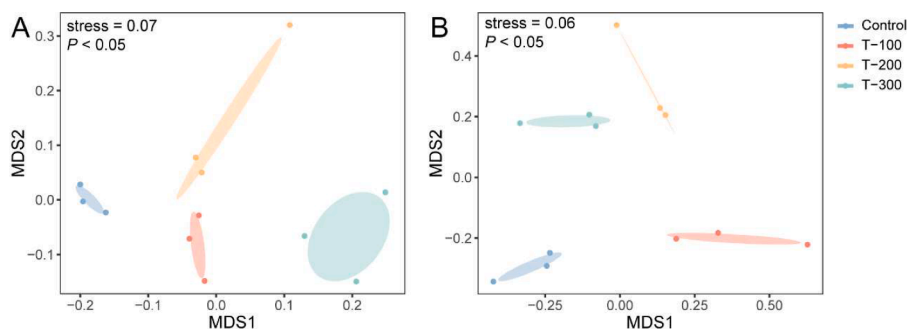 A
stress = 0.07
P < 0.05
MDS2
0.3
0.2
0.1
0.0
−0.1
−0.2
−0.1
0.0
0.1
0.2
MDS1
B
stress = 0.06
P < 0.05
MDS2
0.4
0.2
0.0
−0.2
−0.25
0.00
0.25
0.50
MDS1
Control
T−100
T−200
T−300